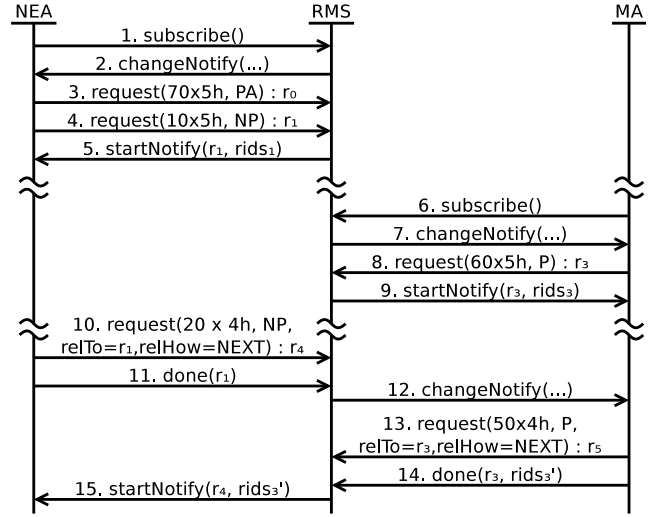 NEA RMS MA
1. subscribe()
2. changeNotify(...)
3. request(70x5h, PA) : r₀
4. request(10x5h, NP) : r₁
5. startNotify(r₁, rids₁)
6. subscribe()
7. changeNotify(...)
8. request(60x5h, P) : r₃
9. startNotify(r₃, rids₃)
10. request(20 x 4h, NP,
relTo=r₁,relHow=NEXT) : r₄
11. done(r₁)
12. changeNotify(...)
13. request(50x4h, P,
relTo=r₃,relHow=NEXT) : r₅
14. done(r₃, rids₃')
15. startNotify(r₄, rids₃')